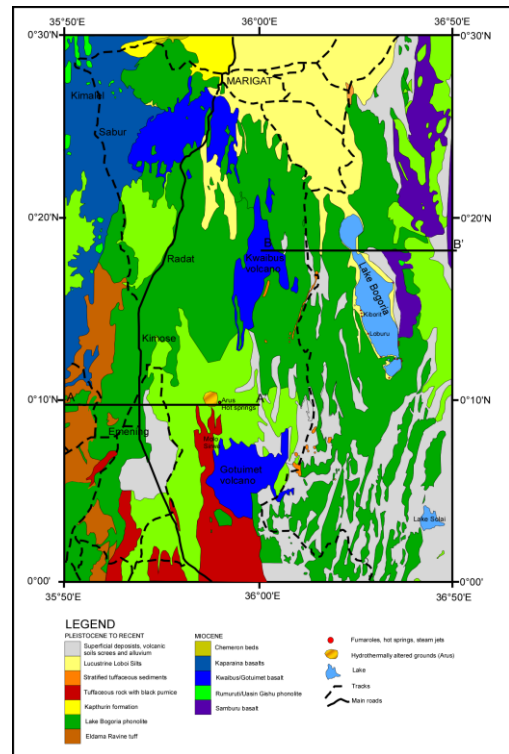 35°50'E
36°00'
36°50'E
0°30'N
0°30'N
MARIGAT
Kimalel
Sabur
0°20'N
0°20'N
B
B'
Radat
Kwaibus
volcano
Lake Bogoria
Kibont
Loburu
Kimose
0°10'N
0°10'N
A
Arus
Hot springs
Emening
Goitumet
volcano
Lake Solai
0°00'
0°00'
35°50'E
36°00'
36°50'E
LEGEND
PLEISTOCENE TO RECENT
Superficial deposits, volcanic
soils screes and alluvium
Lucustrine Loboi Silts
Stratified tuffaceous sediments
Tuffaceous rock with black pumice
Kapthurin formation
Lake Bogoria phonolite
Eldama Ravine tuff
MIOCENE
Chemeron beds
Kaparaina basalts
Kwaibus/Gotuimet basalt
Rumuruti/Uasin Gishu phonolite
Samburu basalt
Fumaroles, hot springs, steam jets
Hydrothermally altered grounds (Arus)
Lake
Tracks
Main roads